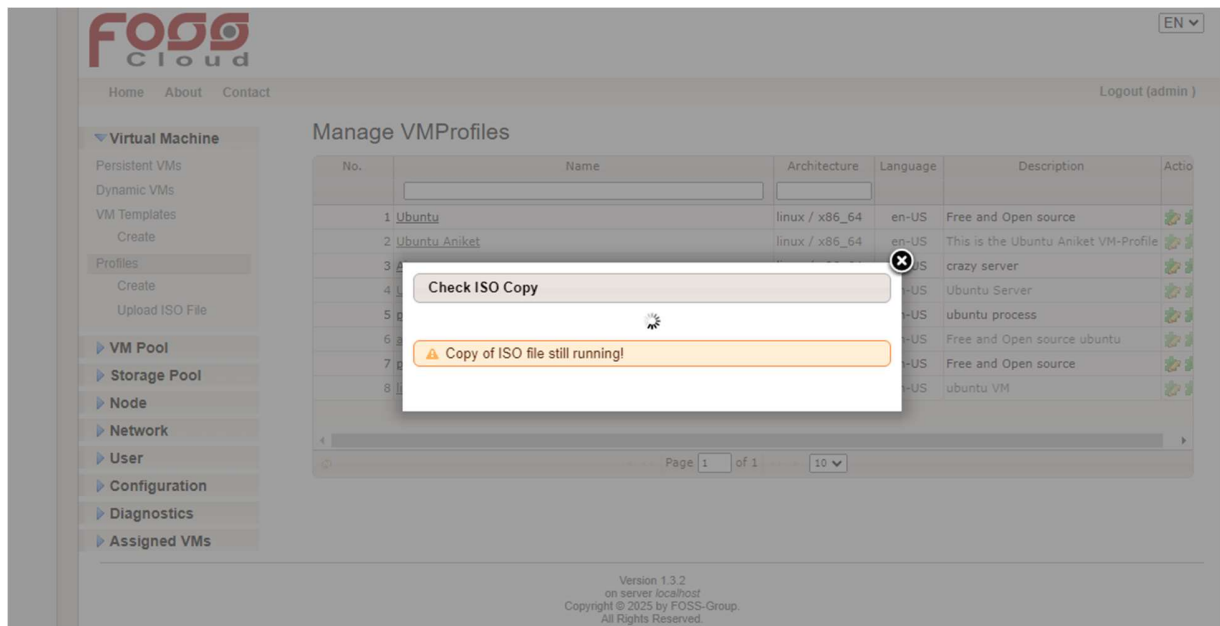 FOSS
Cloud
EN
Home About Contact Logout (admin )
Virtual Machine
Persistent VMs
Dynamic VMs
VM Templates
Create
Profiles
Create
Upload ISO File
VM Pool
Storage Pool
Node
Network
User
Configuration
Diagnostics
Assigned VMs
Manage VMProfiles
No. Name Architecture Language Description Actio
1 Ubuntu linux / x86_64 en-US Free and Open source
2 Ubuntu Aniket linux / x86_64 en-US This is the Ubuntu Aniket VM-Profile
3 crazy server
4 Ubuntu Server
5 ubuntu process
6 Free and Open source ubuntu
7 Free and Open source
8 ubuntu VM
Check ISO Copy
Copy of ISO file still running!
Page 1 of 1 10
Version 1.3.2
on server localhost
Copyright © 2025 by FOSS-Group.
All Rights Reserved.